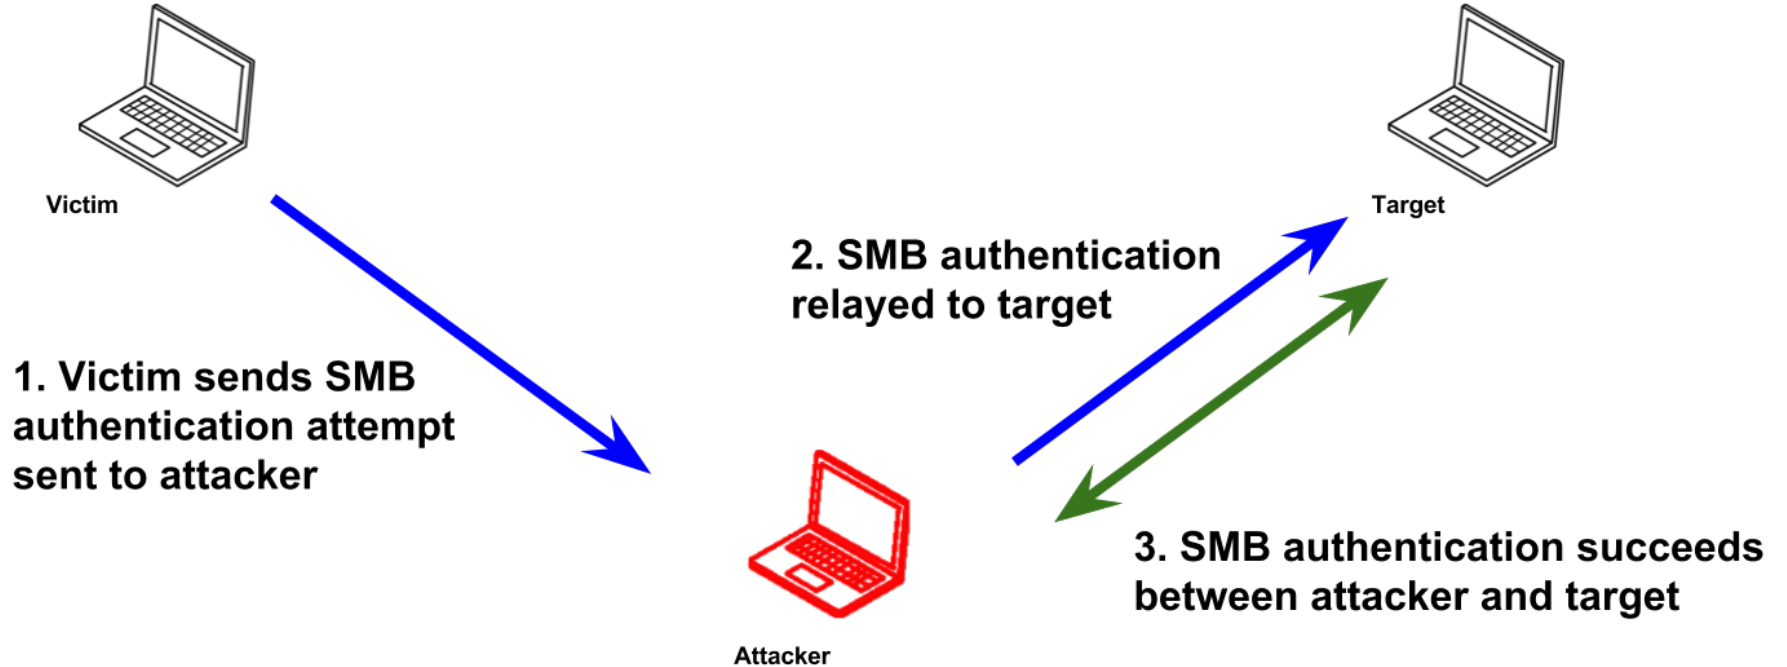 Victim
Target
2. SMB authentication
relayed to target
1. Victim sends SMB
authentication attempt
sent to attacker
3. SMB authentication succeeds
between attacker and target
Attacker